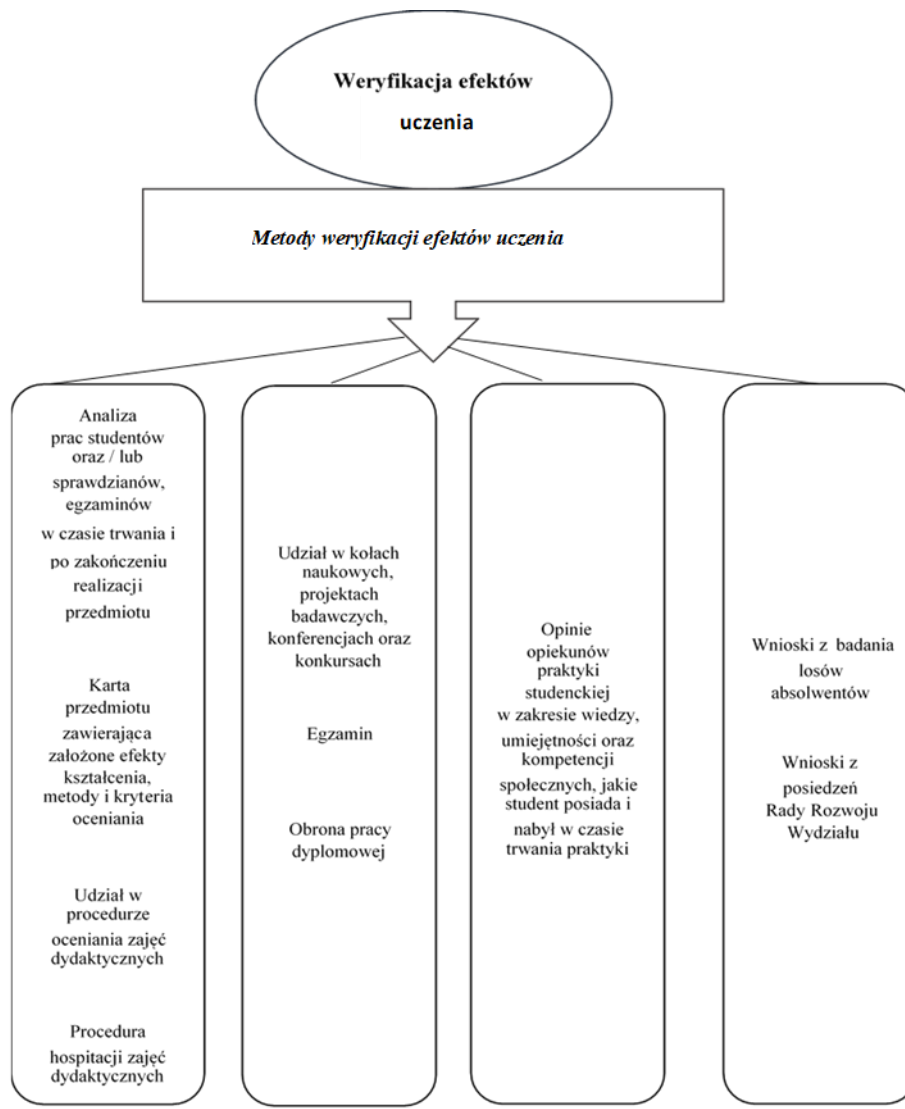 Weryfikacja efektów
uczenia
Metody weryfikacji efektów uczenia
Analiza
prac studentów
oraz / lub
sprawdzianów,
egzaminów
w czasie trwania i
po zakończeniu
realizacji
przedmiotu
Karta
przedmiotu
zawierająca
założone efekty
kształcenia,
metody i kryteria
oceniania
Udział w
procedurze
oceniania zajęć
dydaktycznych
Procedura
hospitacji zajęć
dydaktycznych
Udział w kołach
naukowych,
projektach
badawczych,
konferencjach oraz
konkursach
Egzamin
Obrona pracy
dyplomowej
Opinie
opiekunów
praktyki
studenckiej
w zakresie wiedzy,
umiejętności oraz
kompetencji
społecznych, jakie
student posiada i
nabył w czasie
trwania praktyki
Wnioski z badania
losów
absolwentów
Wnioski z
posiedzeń
Rady Rozwoju
Wydziału